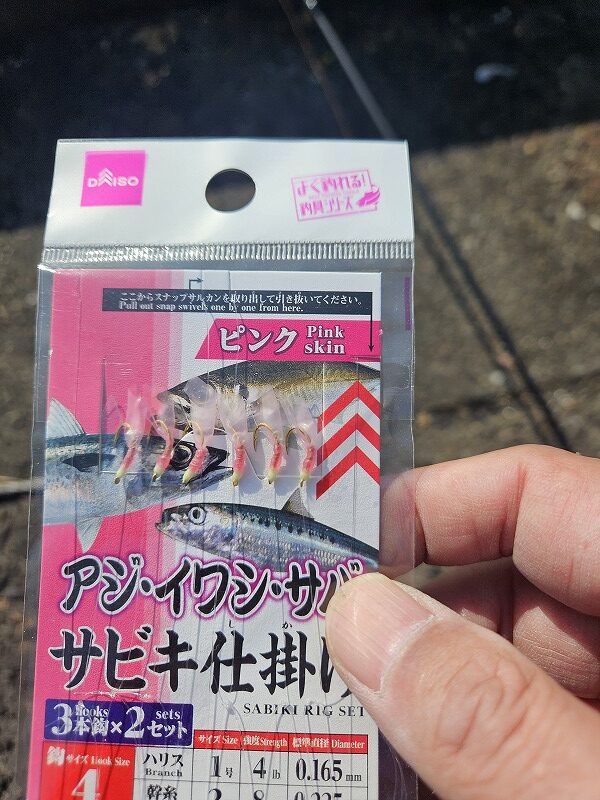 DAISO
よく釣れる!
釣具シリーズ
ここからスナップサルカンを取り出して引き抜いてください。
Pull out snap swivels one by one from here.
ピンク Pink skin
アジ・イワシ・サバ
サビキ仕掛け
しか
SABIKI RIG SET
3本鈎×2セット
hooks sets
サイズ Size 強度 Strength 標準直径 Diameter
鈎サイズ Hook Size
4
ハリス Branch 1号 4lb 0.165mm
幹糸